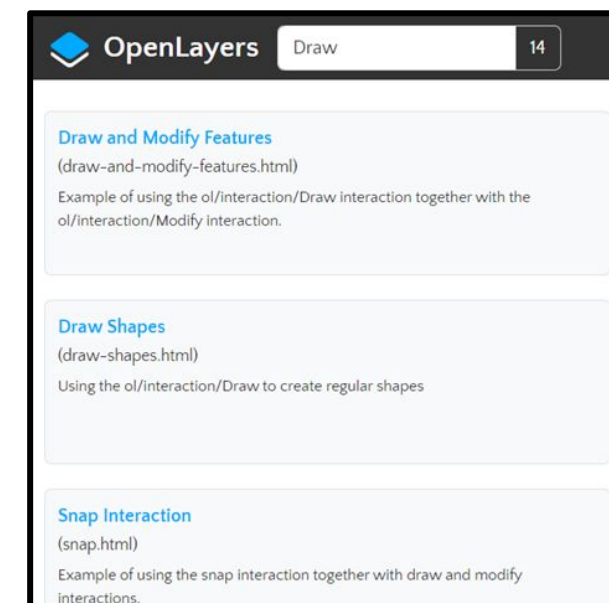 OpenLayers Draw 14
Draw and Modify Features
(draw-and-modify-features.html)
Example of using the ol/interaction/Draw interaction together with the
ol/interaction/Modify interaction.
Draw Shapes
(draw-shapes.html)
Using the ol/interaction/Draw to create regular shapes
Snap Interaction
(snap.html)
Example of using the snap interaction together with draw and modify
interactions.